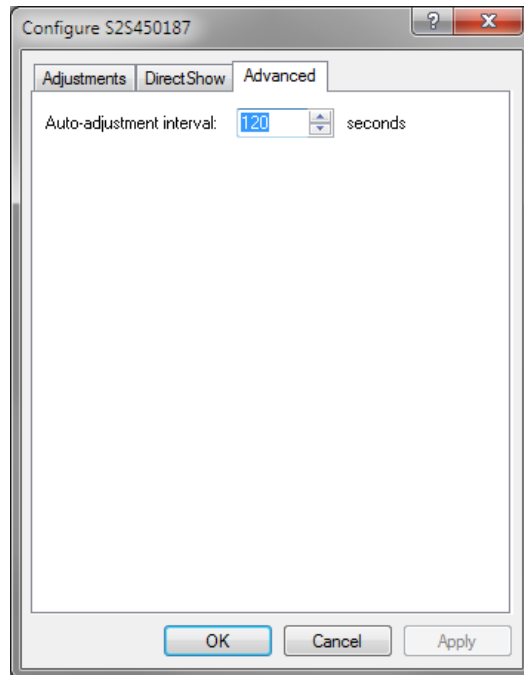 Configure S2S450187
Adjustments DirectShow Advanced
Auto-adjustment interval: 120 seconds
OK Cancel Apply